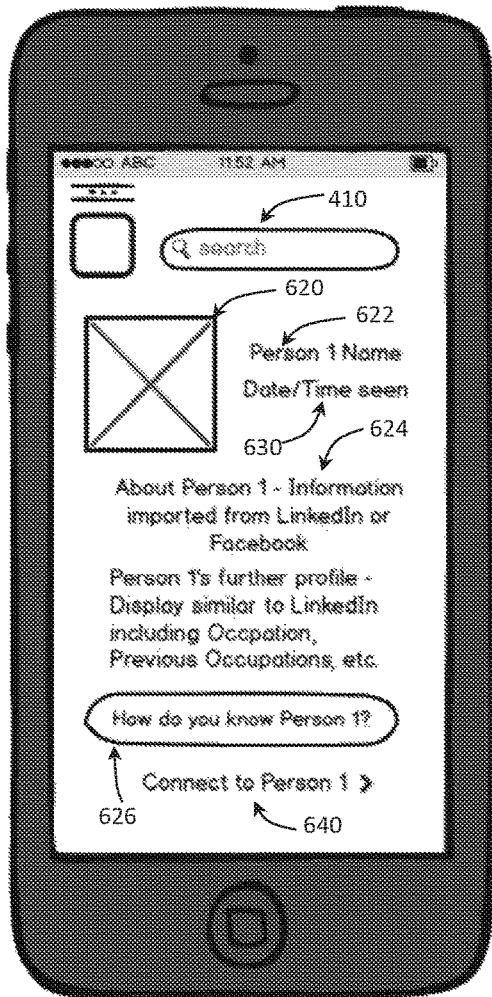 ABC 11:52 AM
410
search
620
622
Person 1 Name
Date/Time seen
630
624
About Person 1 - Information
imported from LinkedIn or
Facebook
Person 1's further profile -
Display similar to LinkedIn
including Occpation,
Previous Occupations, etc.
How do you know Person 1?
Connect to Person 1 >
626
640